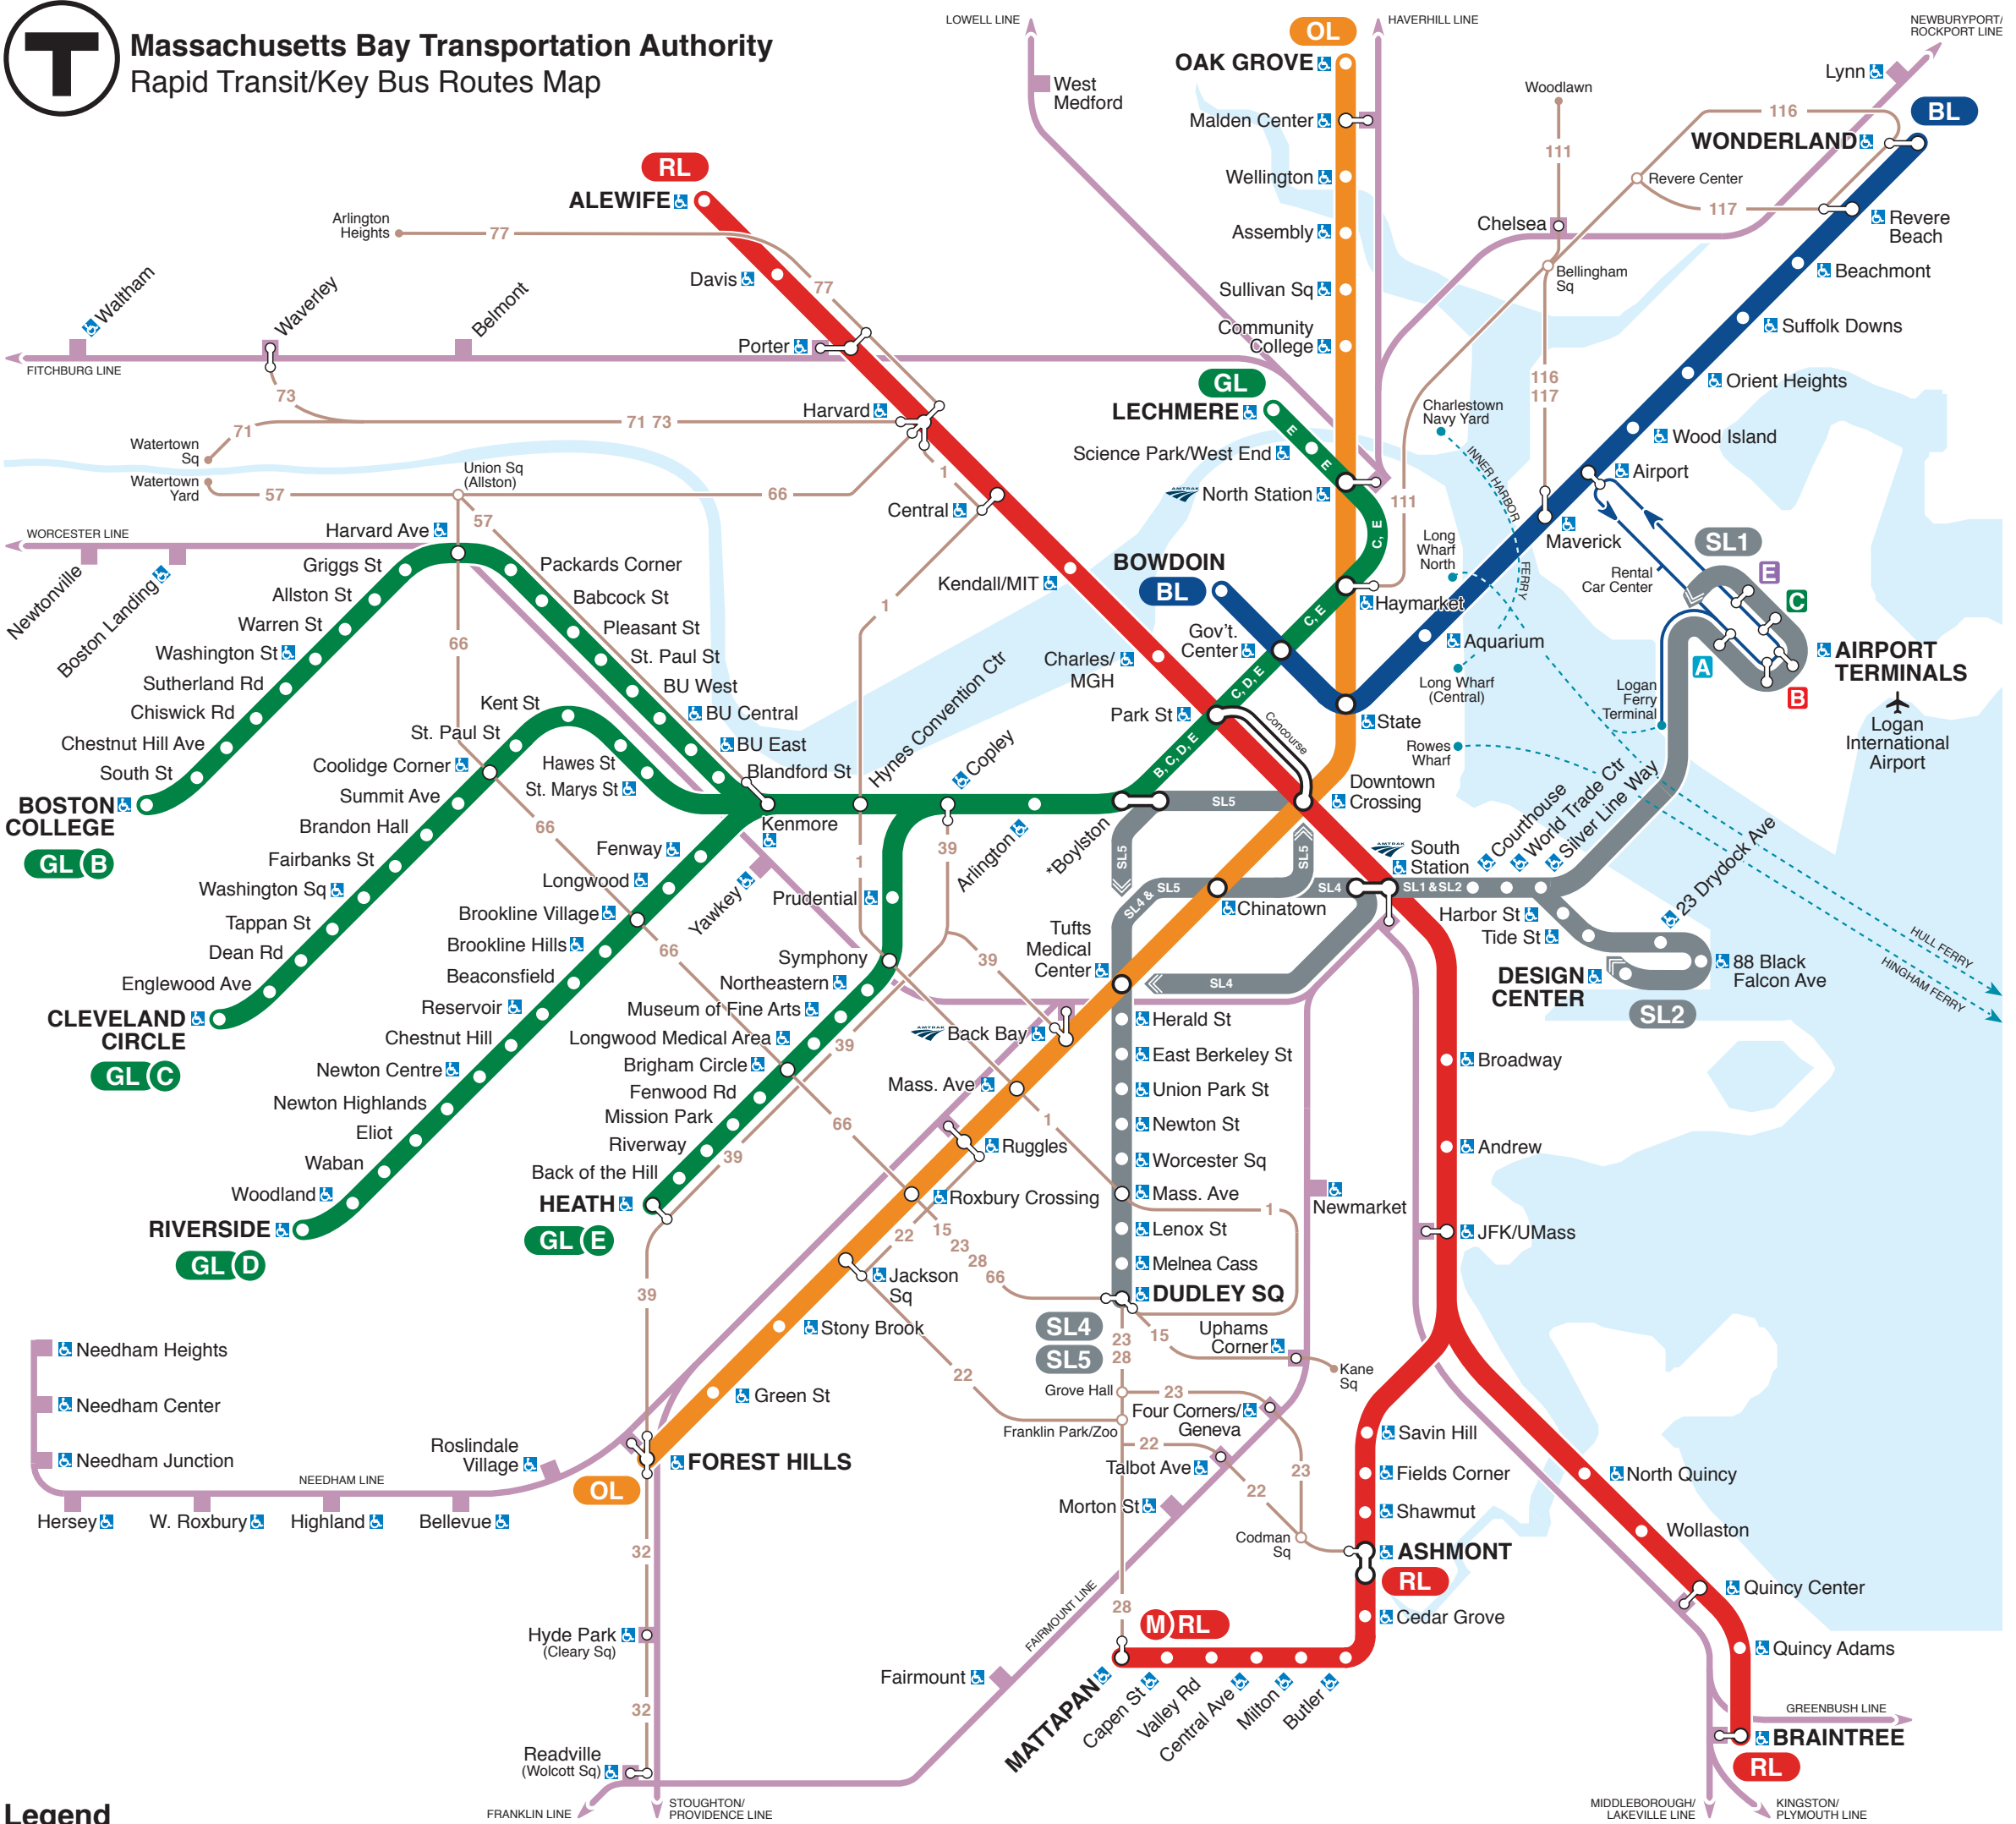 T
Massachusetts Bay Transportation Authority
Rapid Transit/Key Bus Routes Map
LOWELL LINE
West
Medford
OL
OAK GROVE
HAVERHILL LINE
Malden Center
Wellington
Assembly
Sullivan Sq
Community
College
NEWBURYPORT/
ROCKPORT LINE
Lynn
BL
WONDERLAND
Woodlawn
111
116
Revere Center
117
Revere
Beach
Chelsea
Bellingham
Sq
Beachmont
Suffolk Downs
Orient Heights
Wood Island
Airport
116
117
Maverick
RL
ALEWIFE
Arlington
Heights
77
77
Davis
Porter
Harvard
Waltham
Waverley
Belmont
FITCHBURG LINE
73
71
71 73
Watertown
Sq
Watertown
Yard
57
Union Sq
(Allston)
66
57
1
Central
1
Kendall/MIT
Charles/
MGH
Park St
Concourse
Downtown
Crossing
GL
LECHMERE
E
E
Science Park/West End
AMTRAK
North Station
C, E
111
Haymarket
C, E
BOWDOIN
BL
Gov't.
Center
C, D, E
B, C, D, E
State
Aquarium
Charlestown
Navy Yard
INNER HARBOR
FERRY
Long
Wharf
North
Long Wharf
(Central)
Rowes
Wharf
HULL FERRY
HINGHAM FERRY
SL1
Rental
Car Center
E
C
A
B
AIRPORT
TERMINALS
Logan
International
Airport
Logan
Ferry
Terminal
WORCESTER LINE
Newtonville
Boston Landing
Harvard Ave
Griggs St
Allston St
Warren St
Washington St
Sutherland Rd
Chiswick Rd
Chestnut Hill Ave
South St
BOSTON
COLLEGE
GL B
Packards Corner
Babcock St
Pleasant St
St. Paul St
BU West
BU Central
BU East
Blandford St
Kenmore
66
Kent St
St. Paul St
Coolidge Corner
Hawes St
St. Marys St
Summit Ave
Brandon Hall
Fairbanks St
Washington Sq
Tappan St
Dean Rd
Englewood Ave
CLEVELAND
CIRCLE
GL C
66
Fenway
Longwood
Brookline Village
Brookline Hills
Beaconsfield
Reservoir
Chestnut Hill
Newton Centre
Newton Highlands
Eliot
Waban
Woodland
RIVERSIDE
GL D
66
Yawkey
Hynes Convention Ctr
Copley
Arlington
*Boylston
1
39
Prudential
Symphony
Northeastern
Museum of Fine Arts
Longwood Medical Area
Brigham Circle
Fenwood Rd
Mission Park
Riverway
Back of the Hill
HEATH
GL E
39
39
39
39
66
SL5
SL5
SL5
SL4 &
SL5
SL4
SL4
SL1 & SL2
Chinatown
Tufts
Medical
Center
AMTRAK
South
Station
Courthouse
World Trade Ctr
Silver Line Way
Harbor St
Tide St
23 Drydock Ave
88 Black
Falcon Ave
DESIGN
CENTER
SL2
AMTRAK
Back Bay
Mass. Ave
1
Ruggles
Roxbury Crossing
22
15
23
28
66
Jackson
Sq
Stony Brook
Green St
FOREST HILLS
OL
22
Herald St
East Berkeley St
Union Park St
Newton St
Worcester Sq
Mass. Ave
1
Lenox St
Melnea Cass
DUDLEY SQ
SL4
SL5
23
28
15
Uphams
Corner
Kane
Sq
Grove Hall
23
Franklin Park/Zoo
Four Corners/
Geneva
22
Talbot Ave
23
22
Morton St
Codman
Sq
28
Newmarket
Broadway
Andrew
JFK/UMass
Savin Hill
Fields Corner
Shawmut
ASHMONT
RL
Cedar Grove
M RL
MATTAPAN
Capen St
Valley Rd
Central Ave
Milton
Butler
North Quincy
Wollaston
Quincy Center
Quincy Adams
GREENBUSH LINE
BRAINTREE
RL
MIDDLEBOROUGH/
LAKEVILLE LINE
KINGSTON/
PLYMOUTH LINE
Needham Heights
Needham Center
Needham Junction
NEEDHAM LINE
Hersey
W. Roxbury
Highland
Bellevue
Roslindale
Village
32
Hyde Park
(Cleary Sq)
32
Readville
(Wolcott Sq)
FAIRMOUNT LINE
Fairmount
FRANKLIN LINE
STOUGHTON/
PROVIDENCE LINE
Legend